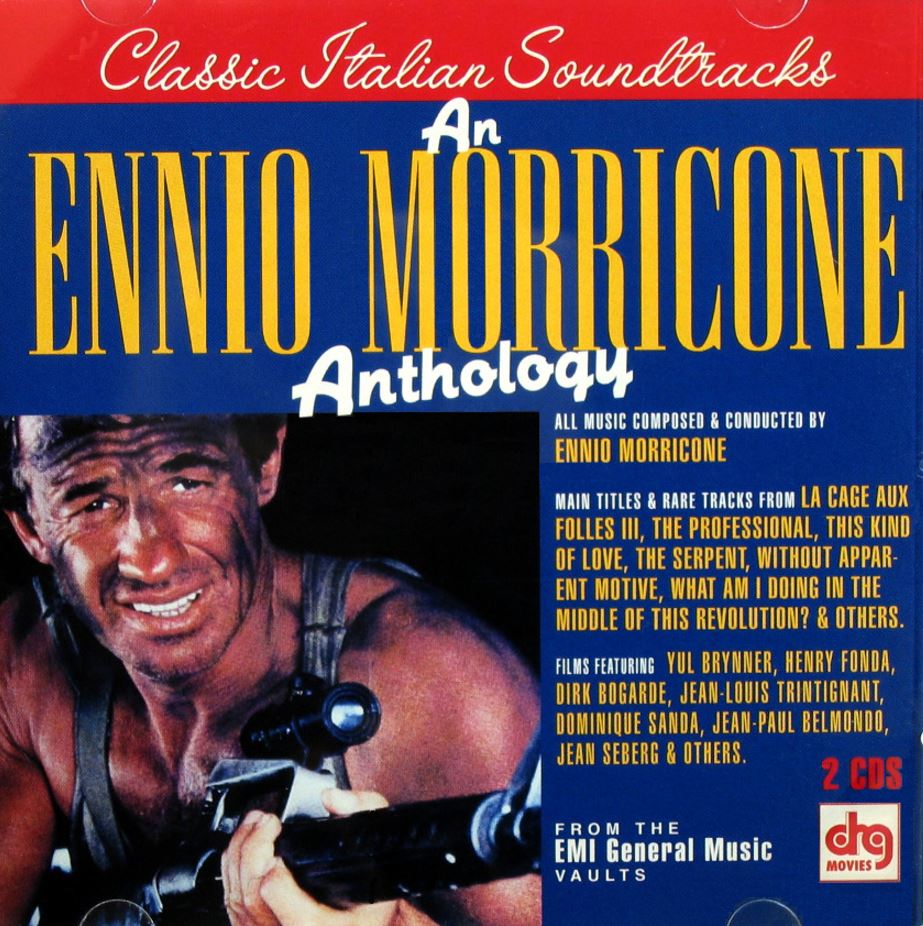 Classic Italian Soundtracks
An
ENNIO MORRICONE
Anthology
ALL MUSIC COMPOSED & CONDUCTED BY
ENNIO MORRICONE
MAIN TITLES & RARE TRACKS FROM LA CAGE AUX
FOLLES III, THE PROFESSIONAL, THIS KIND
OF LOVE, THE SERPENT, WITHOUT APPAR-
ENT MOTIVE, WHAT AM I DOING IN THE
MIDDLE OF THIS REVOLUTION? & OTHERS.
FILMS FEATURING YUL BRYNNER, HENRY FONDA,
DIRK BOGARDE, JEAN-LOUIS TRINTIGNANT,
DOMINIQUE SANDA, JEAN-PAUL BELMONDO,
JEAN SEBERG & OTHERS.
2 CDS
FROM THE
EMI General Music
VAULTS
drg
MOVIES